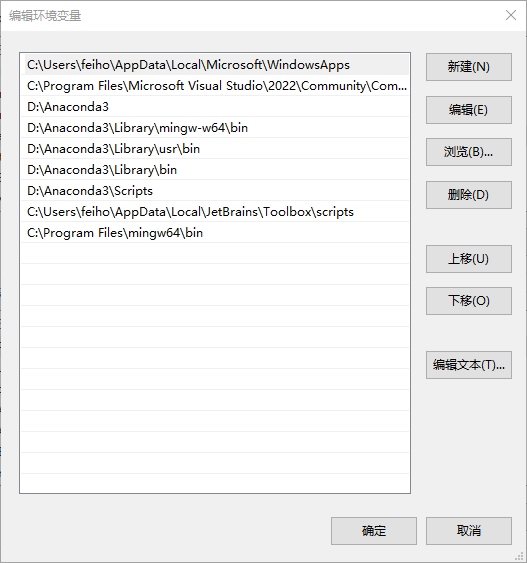 编辑环境变量
C:\Users\feiho\AppData\Local\Microsoft\WindowsApps
C:\Program Files\Microsoft Visual Studio\2022\Community\Com...
D:\Anaconda3
D:\Anaconda3\Library\mingw-w64\bin
D:\Anaconda3\Library\usr\bin
D:\Anaconda3\Library\bin
D:\Anaconda3\Scripts
C:\Users\feiho\AppData\Local\JetBrains\Toolbox\scripts
C:\Program Files\mingw64\bin
新建(N)
编辑(E)
浏览(B)...
删除(D)
上移(U)
下移(O)
编辑文本(T)...
确定
取消